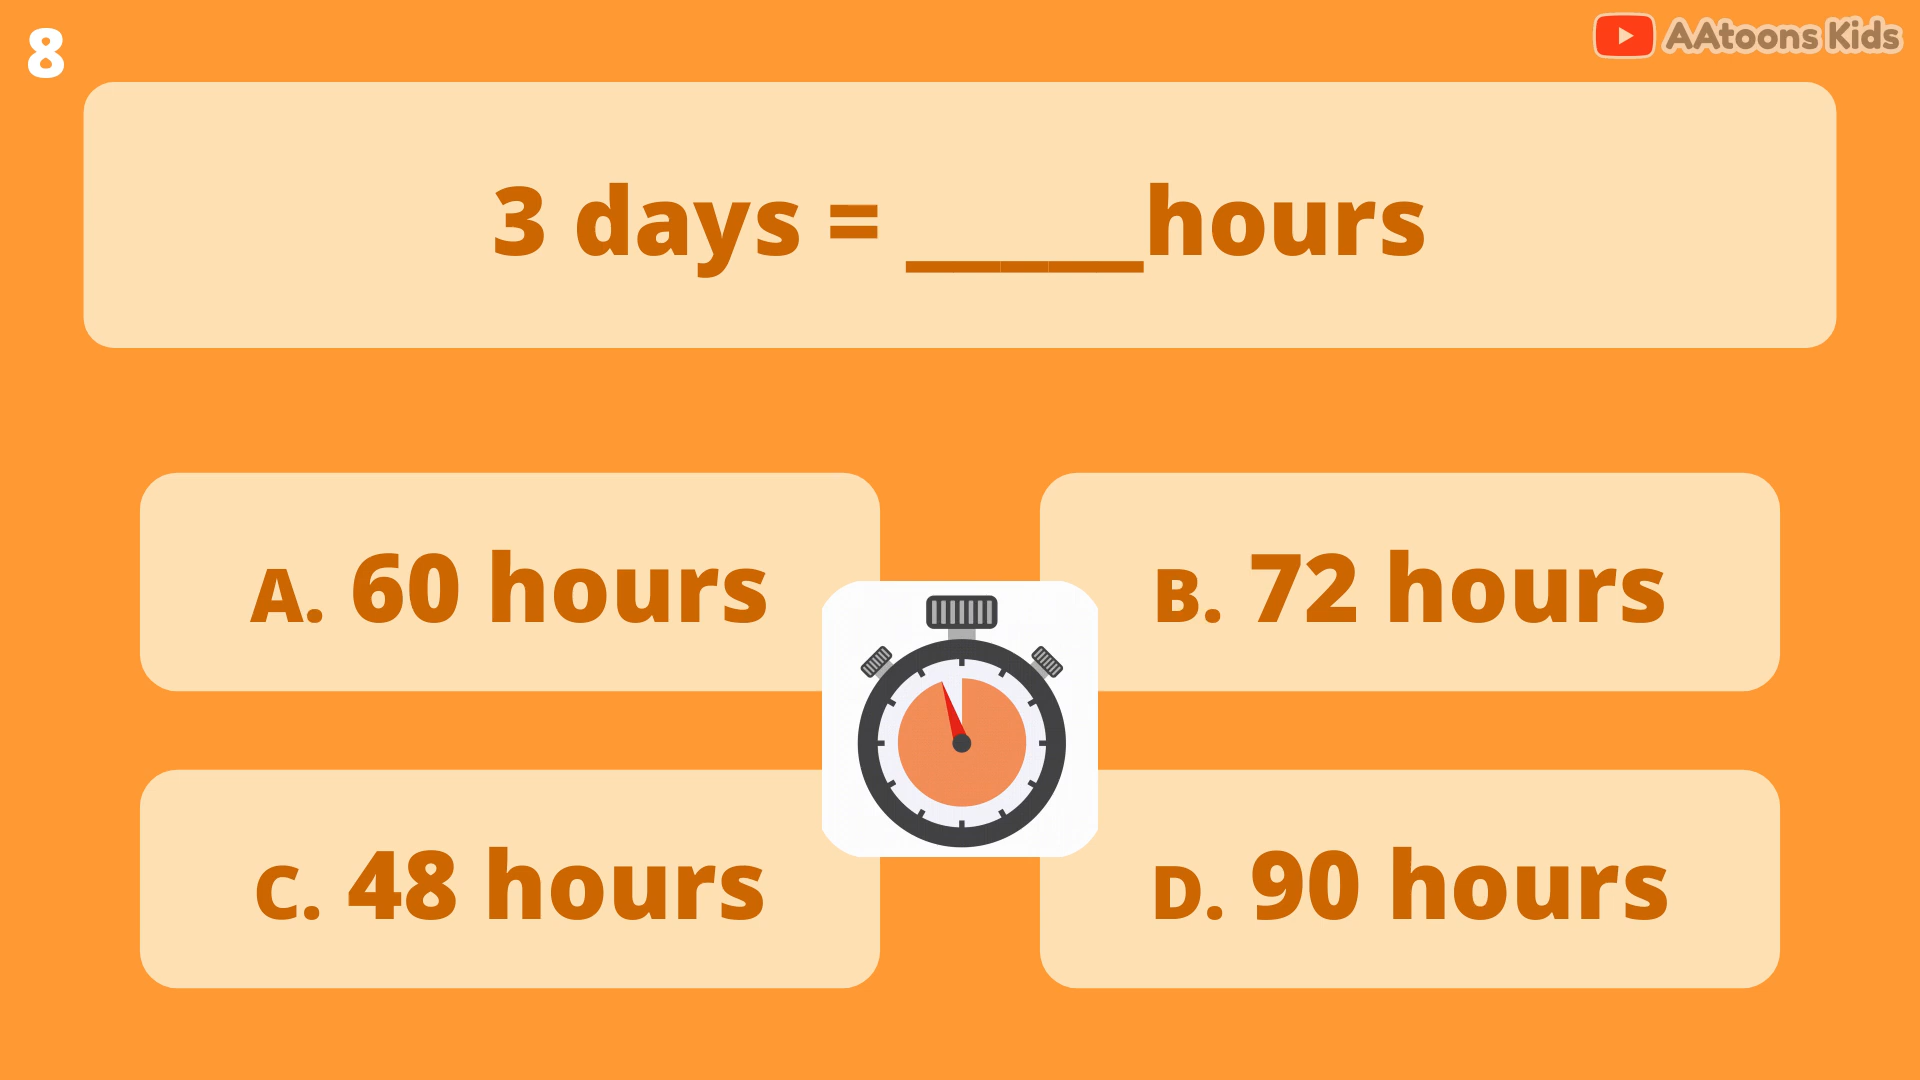 8
AAtoons Kids
3 days = _____hours
A. 60 hours
B. 72 hours
C. 48 hours
D. 90 hours